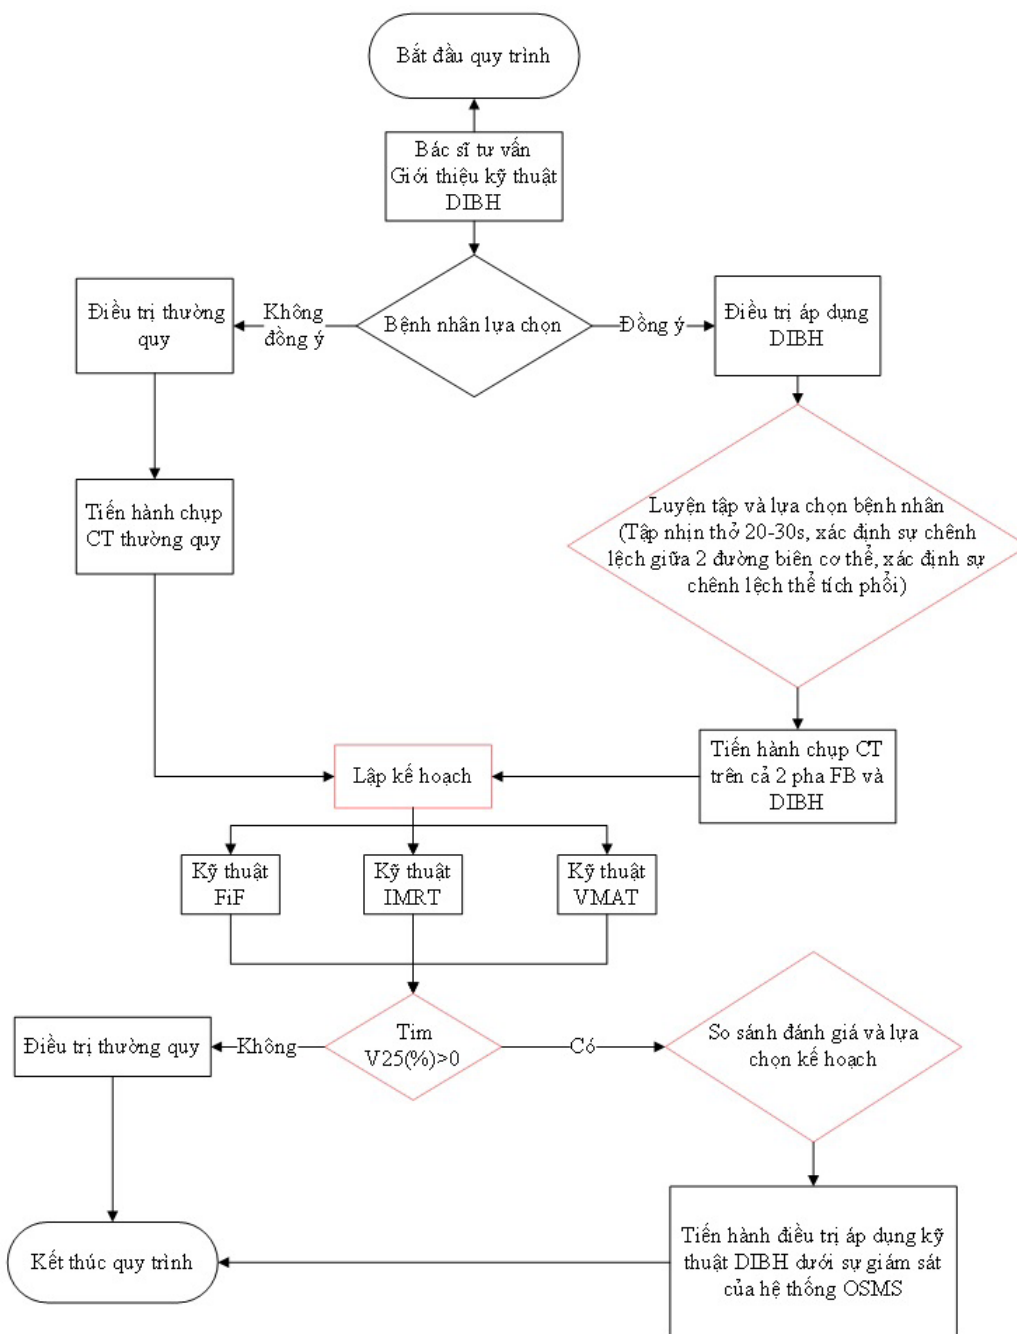 Bắt đầu quy trình
Bác sĩ tư vấn
Giới thiệu kỹ thuật
DIBH
Bệnh nhân lựa chọn
Không
đồng ý
Đồng ý
Điều trị thường
quy
Điều trị áp dụng
DIBH
Tiến hành chụp
CT thường quy
Luyện tập và lựa chọn bệnh nhân
(Tập nhịn thở 20-30s, xác định sự chênh
lệch giữa 2 đường biên cơ thể, xác định sự
chênh lệch thể tích phổi)
Tiến hành chụp CT
trên cả 2 pha FB và
DIBH
Lập kế hoạch
Kỹ thuật
FiF
Kỹ thuật
IMRT
Kỹ thuật
VMAT
Tim
V25(%)>0
Không
Có
Điều trị thường quy
So sánh đánh giá và lựa
chọn kế hoạch
Tiến hành điều trị áp dụng kỹ
thuật DIBH dưới sự giám sát
của hệ thống OSMS
Kết thúc quy trình